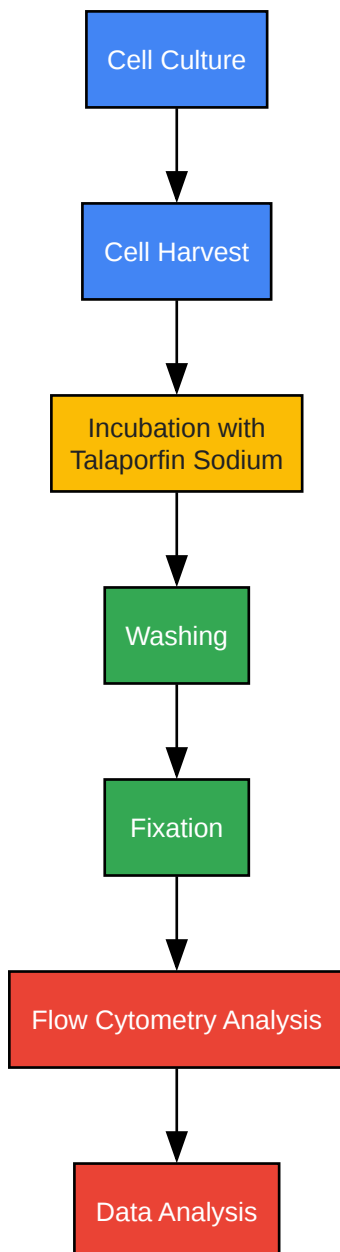 Cell Culture
Cell Harvest
Incubation with
Talaporfin Sodium
Washing
Fixation
Flow Cytometry Analysis
Data Analysis